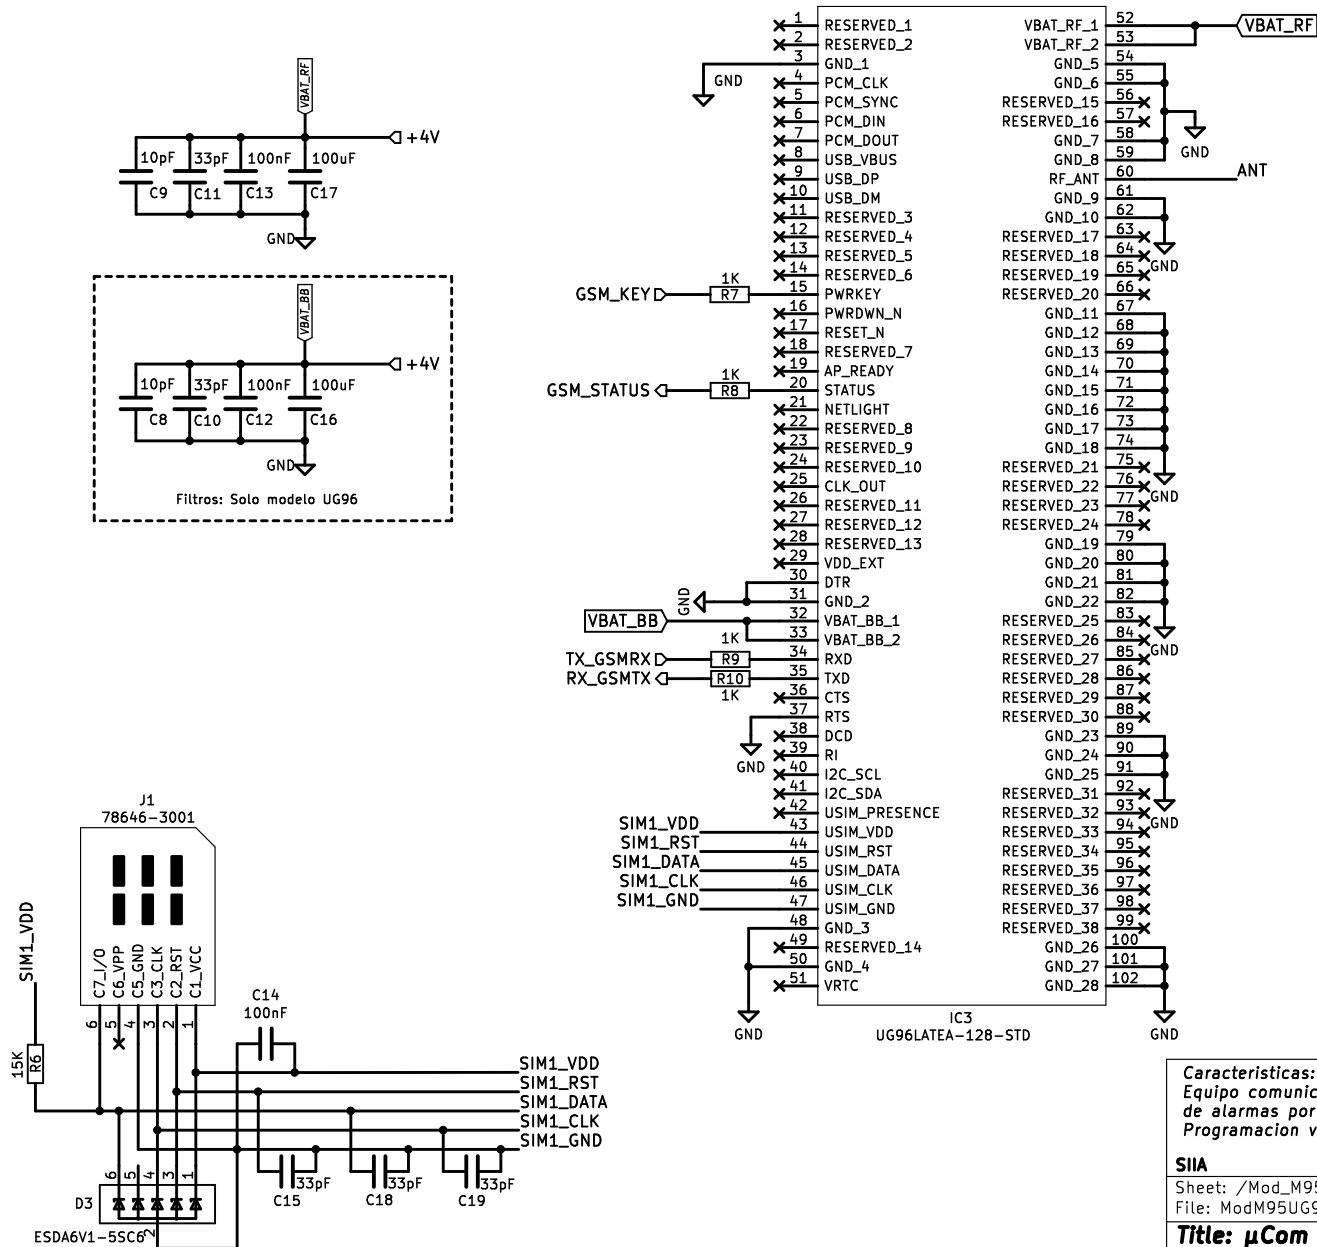 VBAT_RF
+4V
10pF 33pF 100nF 100uF
C9 C11 C13 C17
GND
VBAT_BB
+4V
10pF 33pF 100nF 100uF
C8 C10 C12 C16
GND
Filtros: Solo modelo UG96
1 RESERVED_1
2 RESERVED_2
3 GND_1
GND
4 PCM_CLK
5 PCM_SYNC
6 PCM_DIN
7 PCM_DOUT
8 USB_VBUS
9 USB_DP
10 USB_DM
11 RESERVED_3
12 RESERVED_4
13 RESERVED_5
14 RESERVED_6
GSM_KEY 1K R7 15 PWRKEY
16 PWRDWN_N
17 RESET_N
18 RESERVED_7
19 AP_READY
GSM_STATUS 1K R8 20 STATUS
21 NETLIGHT
22 RESERVED_8
23 RESERVED_9
24 RESERVED_10
25 CLK_OUT
26 RESERVED_11
27 RESERVED_12
28 RESERVED_13
29 VDD_EXT
30 DTR
GND 31 GND_2
VBAT_BB 32 VBAT_BB_1
33 VBAT_BB_2
TX_GSMRX 1K R9 34 RXD
RX_GSMTX R10 1K 35 TXD
36 CTS
37 RTS
GND
38 DCD
39 RI
40 I2C_SCL
41 I2C_SDA
42 USIM_PRESENCE
SIM1_VDD 43 USIM_VDD
SIM1_RST 44 USIM_RST
SIM1_DATA 45 USIM_DATA
SIM1_CLK 46 USIM_CLK
SIM1_GND 47 USIM_GND
48 GND_3
49 RESERVED_14
50 GND_4
51 VRTC
GND
VBAT_RF_1 52 VBAT_RF
VBAT_RF_2 53
GND_5 54
GND_6 55
RESERVED_15 56
RESERVED_16 57
GND_7 58
GND_8 59
GND
RF_ANT 60 ANT
GND_9 61
GND_10 62
RESERVED_17 63
RESERVED_18 64
GND
RESERVED_19 65
RESERVED_20 66
GND_11 67
GND_12 68
GND_13 69
GND_14 70
GND_15 71
GND_16 72
GND_17 73
GND_18 74
RESERVED_21 75
RESERVED_22 76
GND
RESERVED_23 77
RESERVED_24 78
GND_19 79
GND_20 80
GND_21 81
GND_22 82
RESERVED_25 83
RESERVED_26 84
GND
RESERVED_27 85
RESERVED_28 86
RESERVED_29 87
RESERVED_30 88
GND_23 89
GND_24 90
GND_25 91
RESERVED_31 92
RESERVED_32 93
GND
RESERVED_33 94
RESERVED_34 95
RESERVED_35 96
RESERVED_36 97
RESERVED_37 98
RESERVED_38 99
GND_26 100
GND_27 101
GND_28 102
GND
IC3
UG96LATEA-128-STD
J1
78646-3001
C7_I/O
C6_VPP
C5_GND
C3_CLK
C2_RST
C1_VCC
6 5 4 3 2 1
SIM1_VDD
15K
R6
C14
100nF
SIM1_VDD
SIM1_RST
SIM1_DATA
SIM1_CLK
SIM1_GND
33pF 33pF 33pF
C15 C18 C19
6 5 4 3 1
D3
2
ESDA6V1-5SC6
Caracteristicas:
Equipo comunic
de alarmas por
Programacion v
SIIA
Sheet: /Mod_M95
File: ModM95UG9
Title: µCom